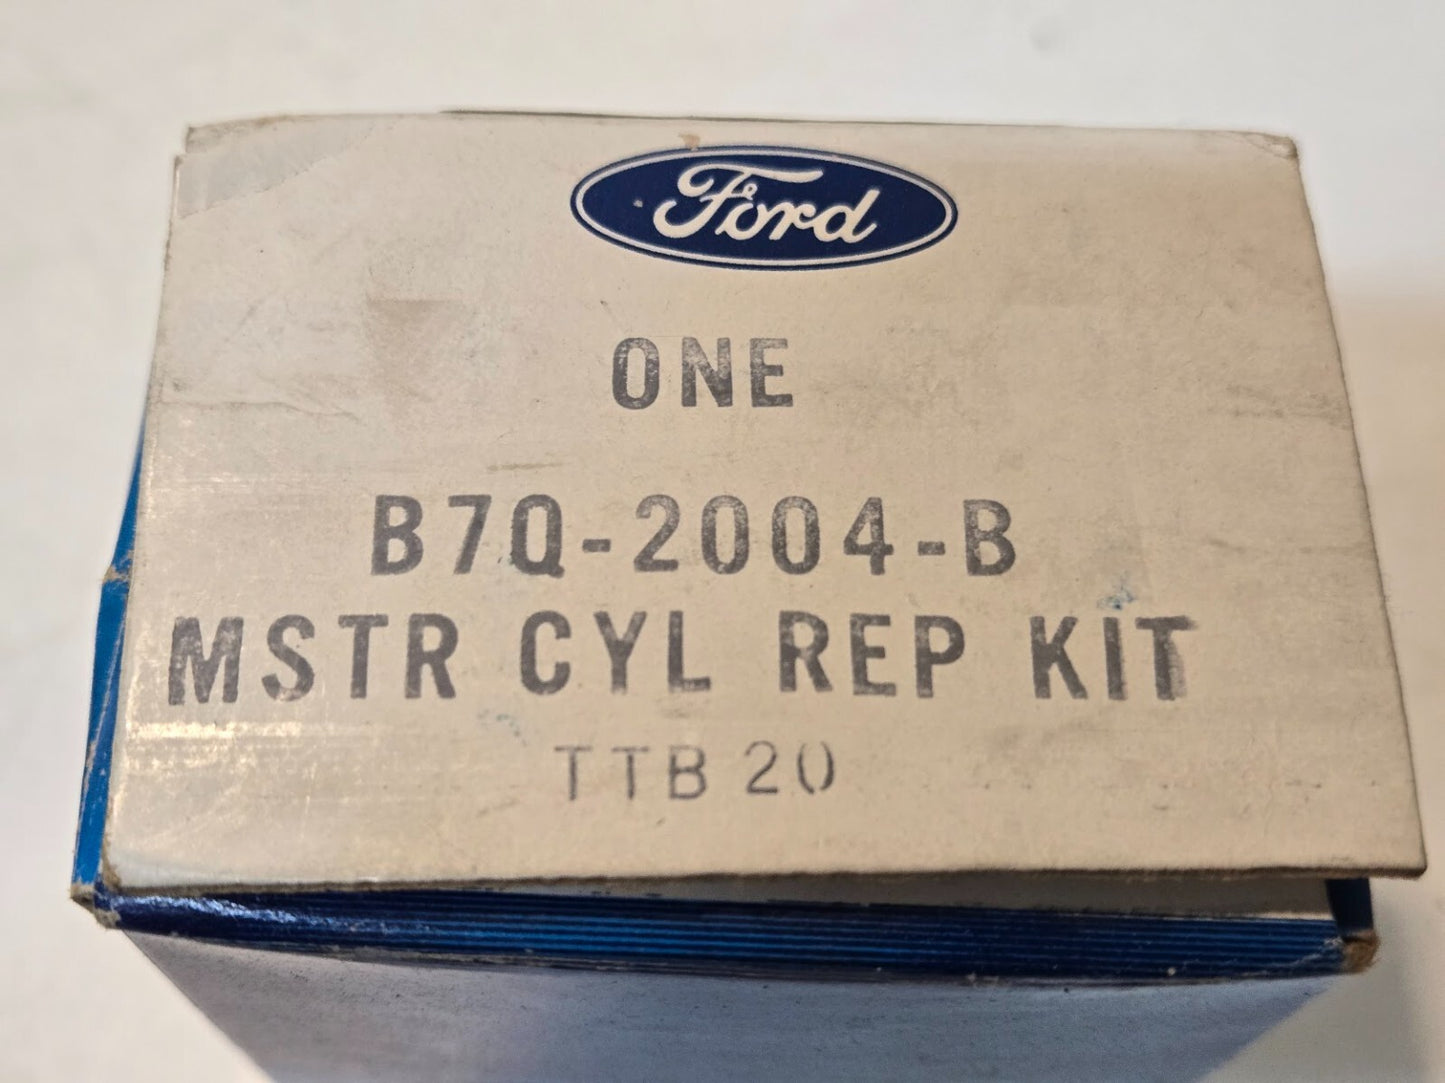 Ford
ONE
B7Q-2004-B
MSTR CYL REP KIT
TTB 20